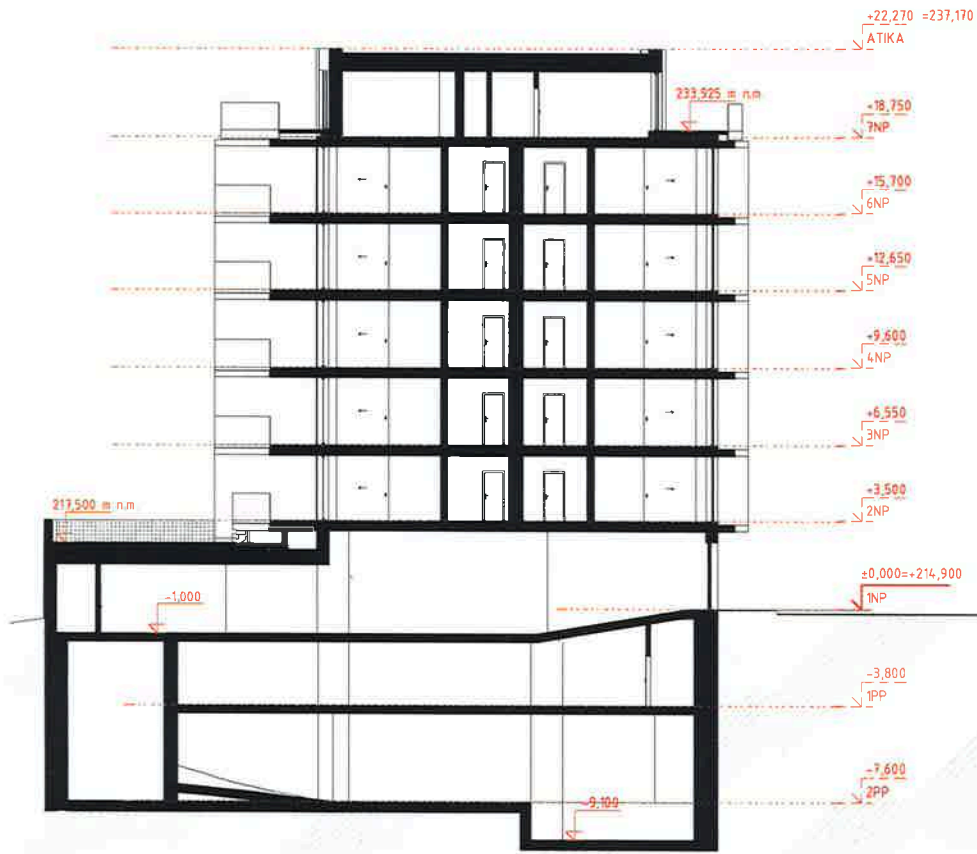 +22,270 =237,170
ATIKA
233,925 m n.m
+18,750
7NP
+15,700
6NP
+12,650
5NP
+9,600
4NP
+6,550
3NP
217,500 m n.m.
+3,500
2NP
±0,000=+214,900
1NP
-1,000
-3,800
1PP
-7,600
2PP
-9,100